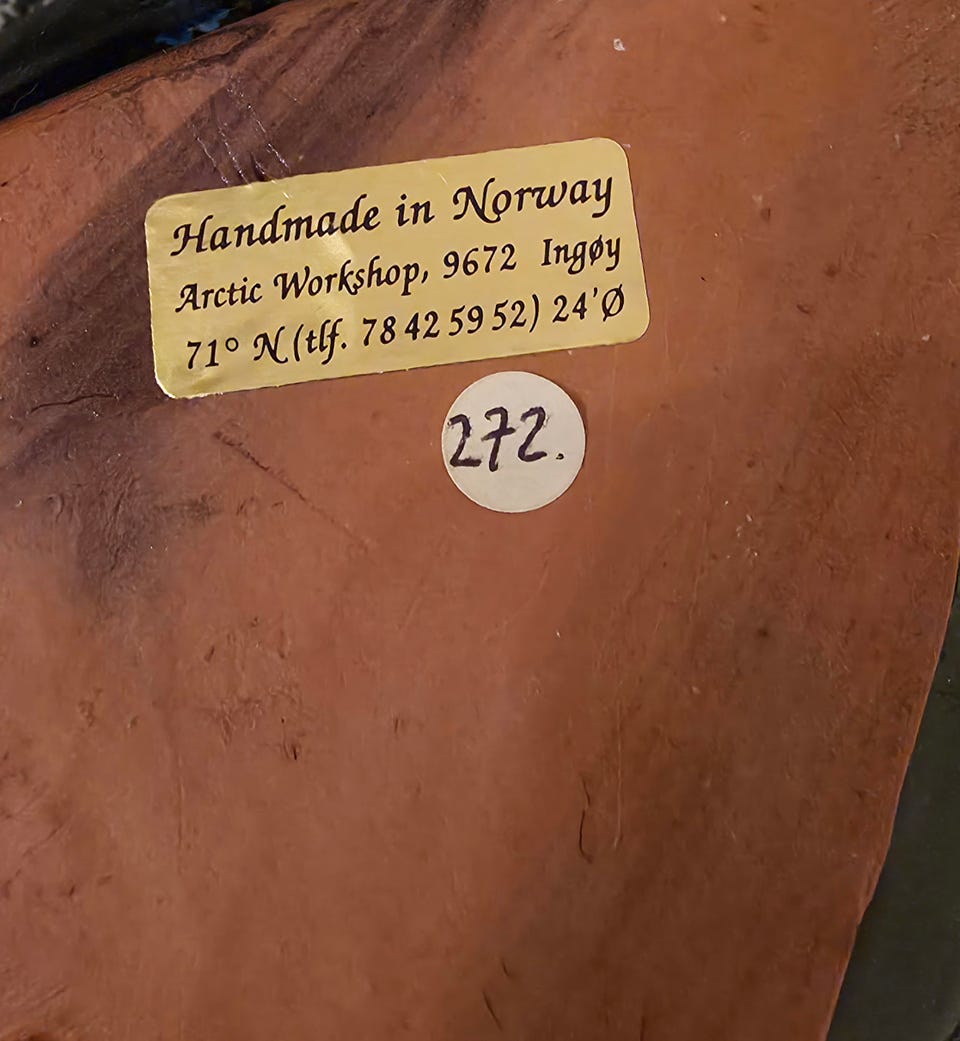 Handmade in Norway
Arctic Workshop, 9672 Ingøy
71° N (tlf. 78 42 59 52) 24'Ø
272.